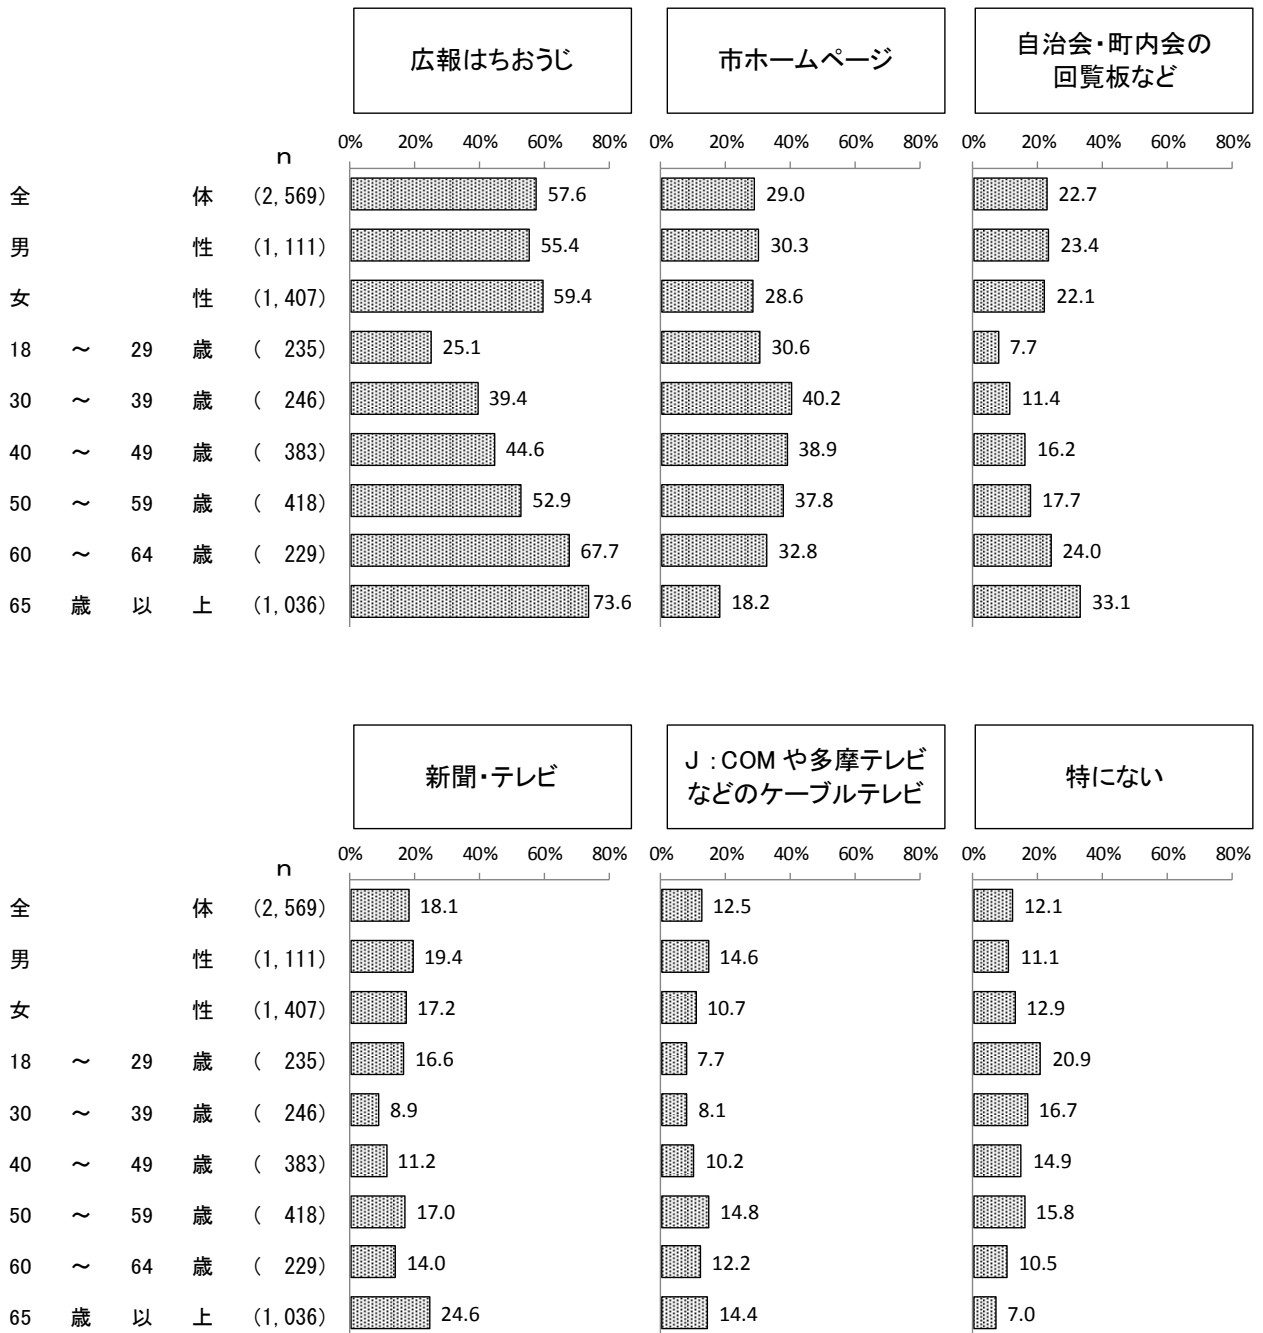 広報はちおうじ 市ホームページ 自治会・町内会の
回覧板など
n 0% 20% 40% 60% 80% 0% 20% 40% 60% 80% 0% 20% 40% 60% 80%
全体 (2,569) 57.6 29.0 22.7
男性 (1,111) 55.4 30.3 23.4
女性 (1,407) 59.4 28.6 22.1
18 ～ 29 歳 ( 235) 25.1 30.6 7.7
30 ～ 39 歳 ( 246) 39.4 40.2 11.4
40 ～ 49 歳 ( 383) 44.6 38.9 16.2
50 ～ 59 歳 ( 418) 52.9 37.8 17.7
60 ～ 64 歳 ( 229) 67.7 32.8 24.0
65 歳以上 (1,036) 73.6 18.2 33.1
新聞・テレビ J：COM や多摩テレビ
などのケーブルテレビ 特にない
n 0% 20% 40% 60% 80% 0% 20% 40% 60% 80% 0% 20% 40% 60% 80%
全体 (2,569) 18.1 12.5 12.1
男性 (1,111) 19.4 14.6 11.1
女性 (1,407) 17.2 10.7 12.9
18 ～ 29 歳 ( 235) 16.6 7.7 20.9
30 ～ 39 歳 ( 246) 8.9 8.1 16.7
40 ～ 49 歳 ( 383) 11.2 10.2 14.9
50 ～ 59 歳 ( 418) 17.0 14.8 15.8
60 ～ 64 歳 ( 229) 14.0 12.2 10.5
65 歳以上 (1,036) 24.6 14.4 7.0